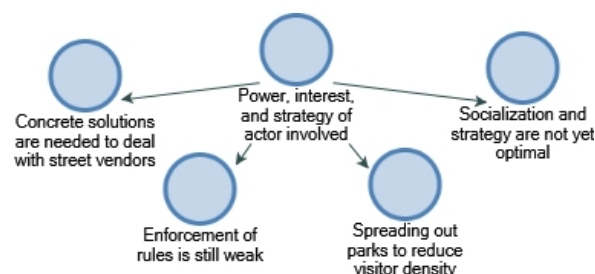 Power, interest,
and strategy of
actor involved
Concrete solutions
are needed to deal
with street vendors
Socialization and
strategy are not yet
optimal
Enforcement of
rules is still weak
Spreading out
parks to reduce
visitor density